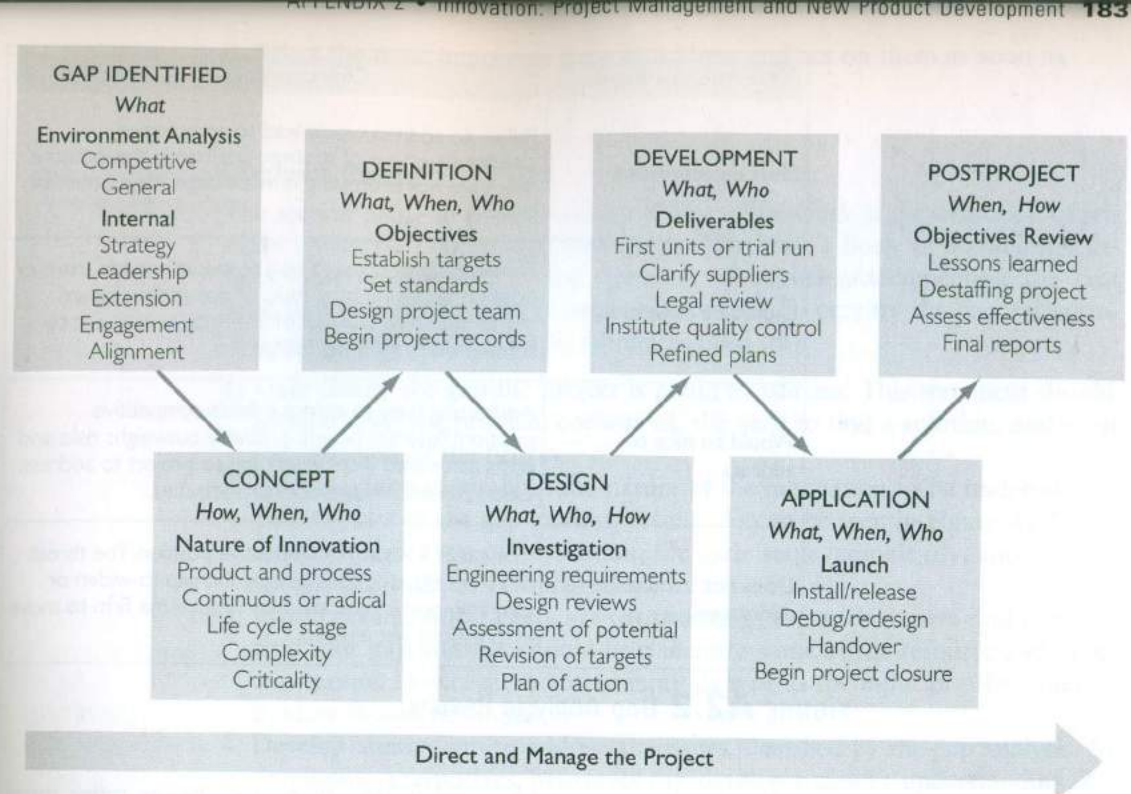 APPENDIX 2 • Innovation: Project Management and New Product Development 183
GAP IDENTIFIED
What
Environment Analysis
Competitive
General
Internal
Strategy
Leadership
Extension
Engagement
Alignment
CONCEPT
How, When, Who
Nature of Innovation
Product and process
Continuous or radical
Life cycle stage
Complexity
Criticality
DEFINITION
What, When, Who
Objectives
Establish targets
Set standards
Design project team
Begin project records
DESIGN
What, Who, How
Investigation
Engineering requirements
Design reviews
Assessment of potential
Revision of targets
Plan of action
DEVELOPMENT
What, Who
Deliverables
First units or trial run
Clarify suppliers
Legal review
Institute quality control
Refined plans
APPLICATION
What, When, Who
Launch
Install/release
Debug/redesign
Handover
Begin project closure
POSTPROJECT
When, How
Objectives Review
Lessons learned
Destaffing project
Assess effectiveness
Final reports
Direct and Manage the Project